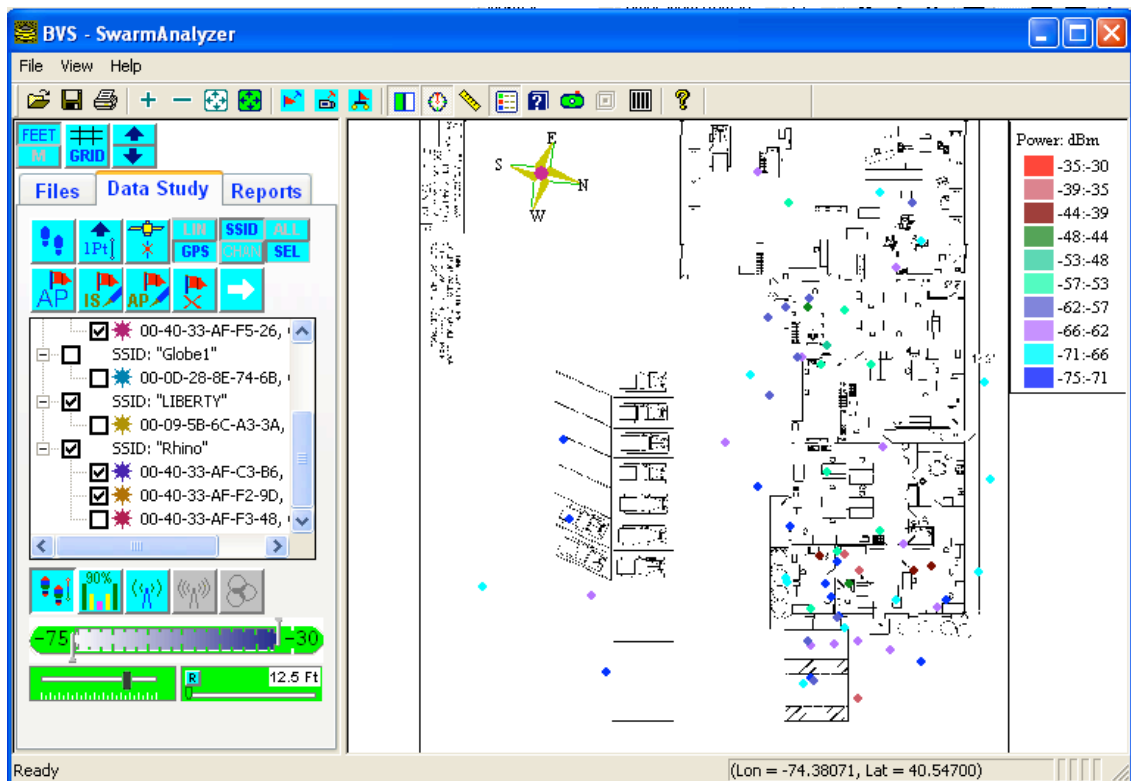 BVS - SwarmAnalyzer
File View Help
FEET
M
GRID
Files Data Study Reports
1Pt
LIN
GPS
SSID
CHAN
ALL
SEL
AP
IS
AP
00-40-33-AF-F5-26,
SSID: "Globe1"
00-0D-28-8E-74-6B,
SSID: "LIBERTY"
00-09-5B-6C-A3-3A,
SSID: "Rhino"
00-40-33-AF-C3-B6,
00-40-33-AF-F2-9D,
00-40-33-AF-F3-48,
90%
-75
-30
R
12.5 Ft
E
S
N
W
Power: dBm
-35:-30
-39:-35
-44:-39
-48:-44
-53:-48
-57:-53
-62:-57
-66:-62
-71:-66
-75:-71
Ready
(Lon = -74.38071, Lat = 40.54700)